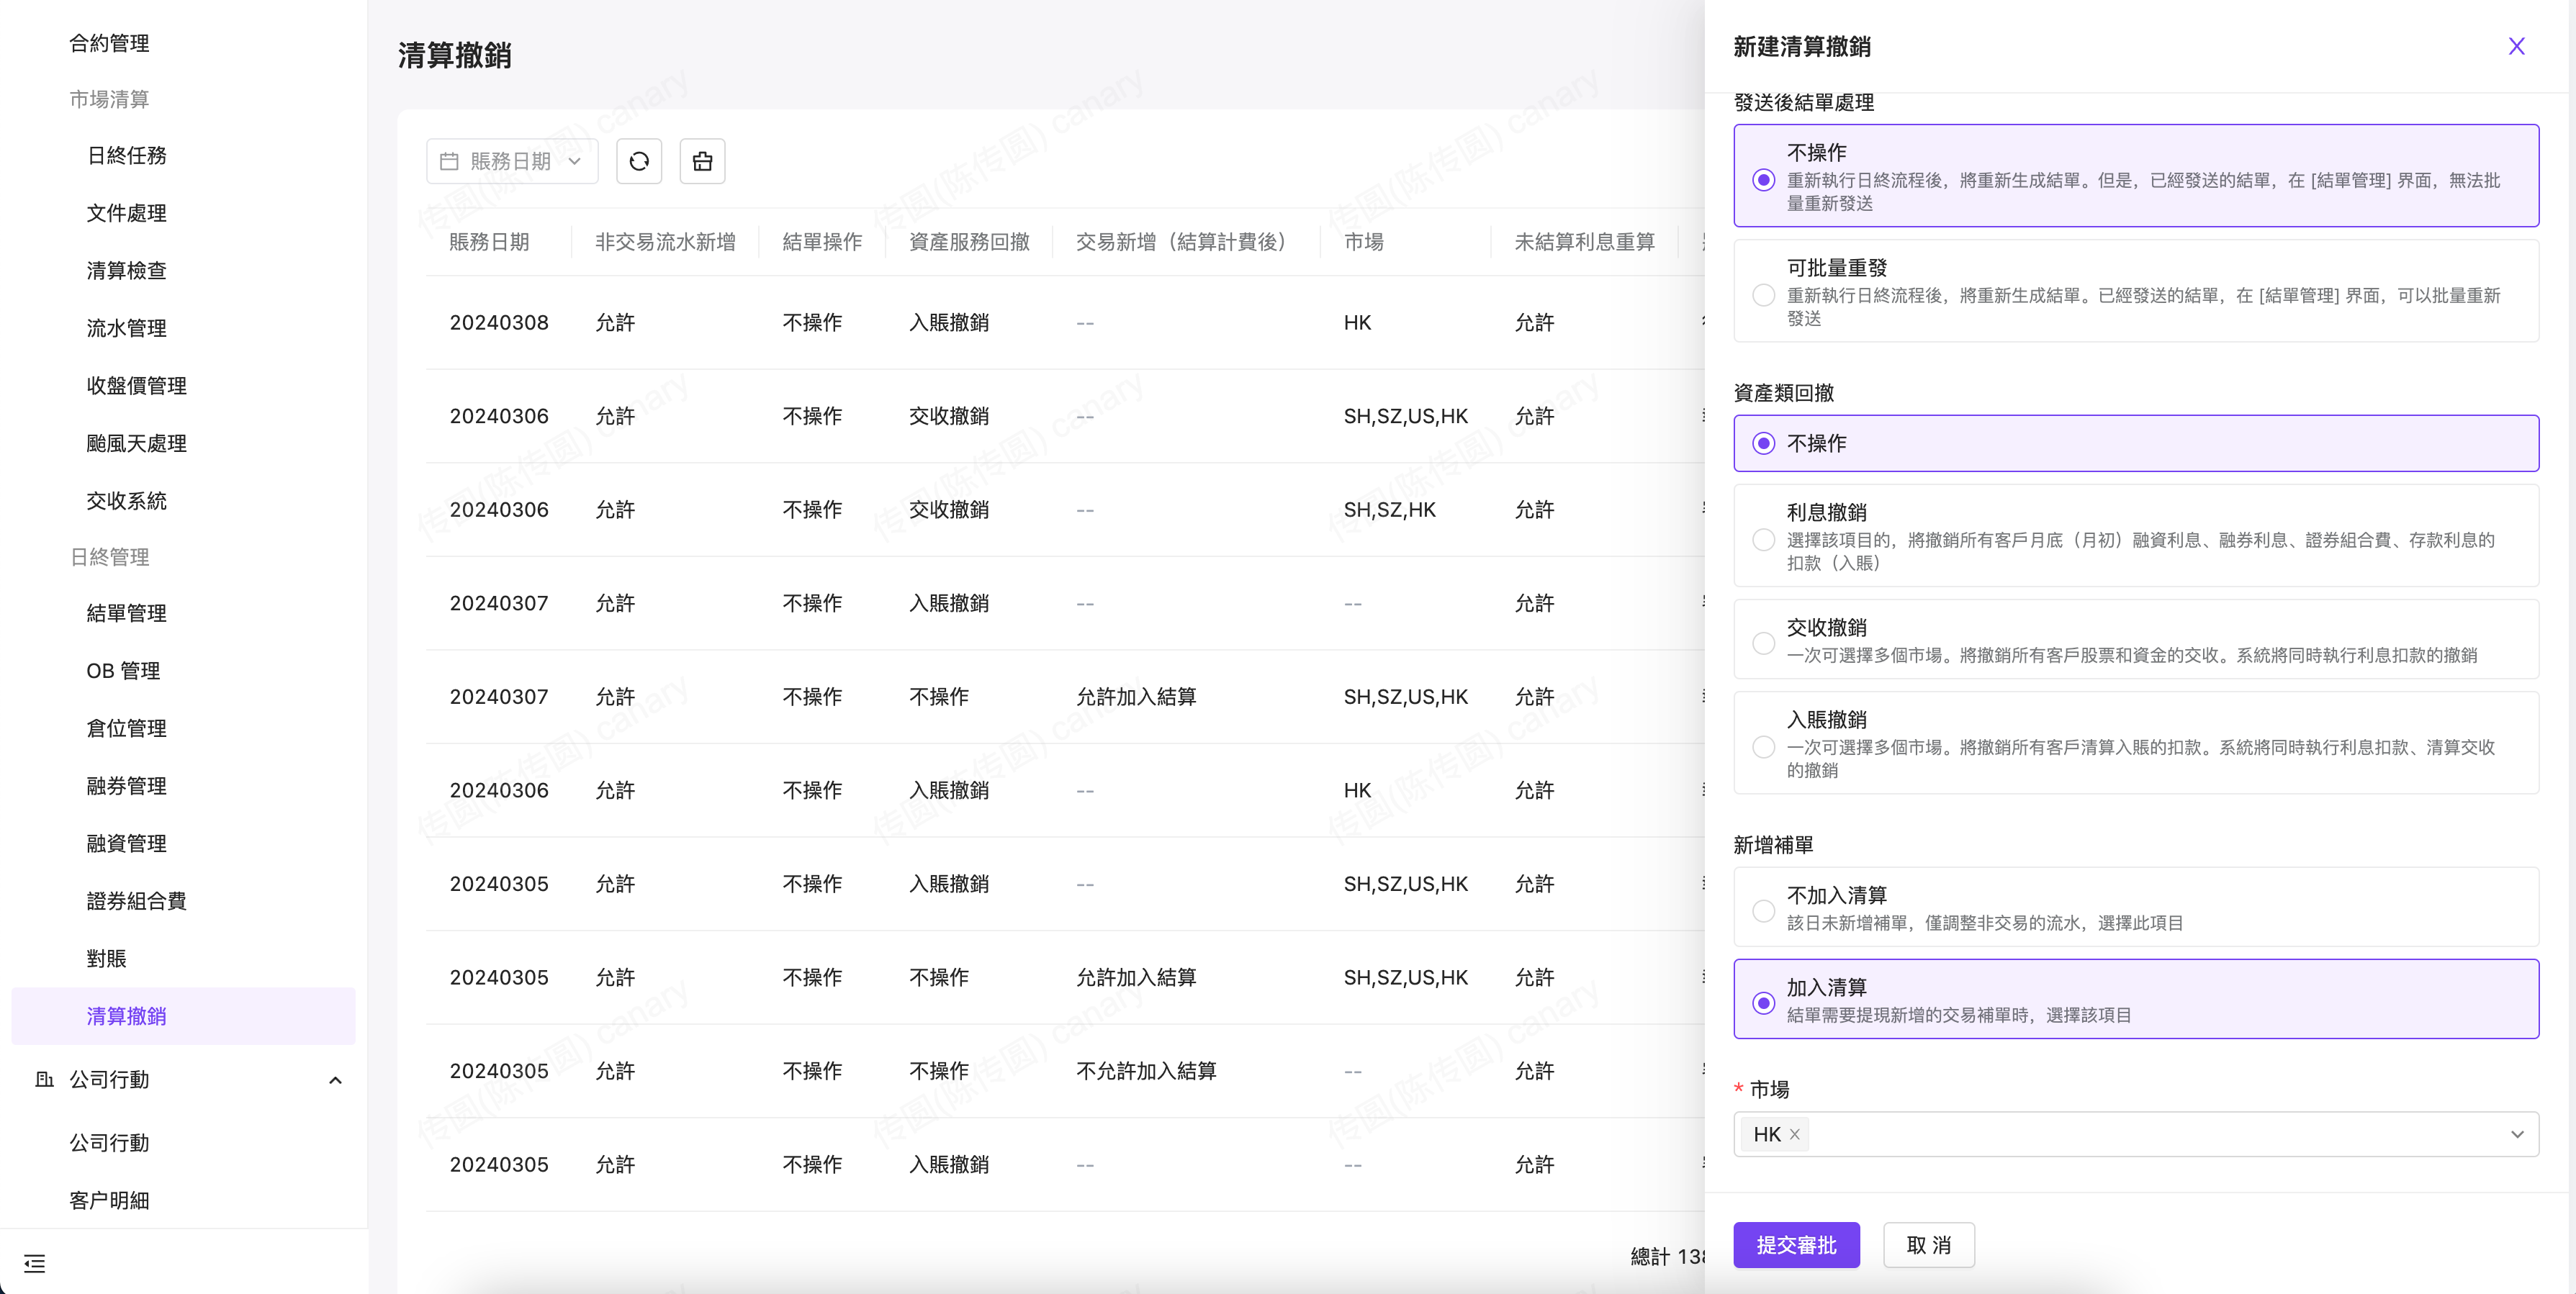 合約管理
市場清算
日終任務
文件處理
清算檢查
流水管理
收盤價管理
颱風天處理
交收系統
日終管理
結單管理
OB 管理
倉位管理
融券管理
融資管理
證券組合費
對賬
清算撤銷
公司行動
公司行動
客户明細
清算撤銷
賬務日期
賬務日期 非交易流水新增 結單操作 資產服務回撤 交易新增（結算計費後） 市場 未結算利息重算
20240308 允許 不操作 入賬撤銷 -- HK 允許
20240306 允許 不操作 交收撤銷 -- SH,SZ,US,HK 允許
20240306 允許 不操作 交收撤銷 -- SH,SZ,HK 允許
20240307 允許 不操作 入賬撤銷 -- -- 允許
20240307 允許 不操作 不操作 允許加入結算 SH,SZ,US,HK 允許
20240306 允許 不操作 入賬撤銷 -- HK 允許
20240305 允許 不操作 入賬撤銷 -- SH,SZ,US,HK 允許
20240305 允許 不操作 不操作 允許加入結算 SH,SZ,US,HK 允許
20240305 允許 不操作 不操作 不允許加入結算 -- 允許
20240305 允許 不操作 入賬撤銷 -- -- 允許
總計 138
传圆(陈传圆) canary
新建清算撤銷
發送後結單處理
不操作
重新執行日終流程後，將重新生成結單。但是，已經發送的結單，在 [結單管理] 界面，無法批
量重新發送
可批量重發
重新執行日終流程後，將重新生成結單。已經發送的結單，在 [結單管理] 界面，可以批量重新
發送
資產類回撤
不操作
利息撤銷
選擇該項目的，將撤銷所有客戶月底（月初）融資利息、融券利息、證券組合費、存款利息的
扣款（入賬）
交收撤銷
一次可選擇多個市場。將撤銷所有客戶股票和資金的交收。系統將同時執行利息扣款的撤銷
入賬撤銷
一次可選擇多個市場。將撤銷所有客戶清算入賬的扣款。系統將同時執行利息扣款、清算交收
的撤銷
新增補單
不加入清算
該日未新增補單，僅調整非交易的流水，選擇此項目
加入清算
結單需要提現新增的交易補單時，選擇該項目
* 市場
HK
提交審批 取 消